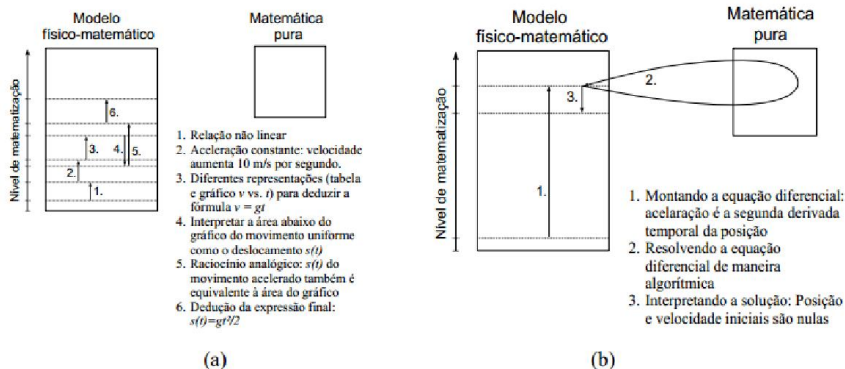 Modelo
físico-matemático
Matemática
pura
Nível de matematização
6.
3.
4.
5.
2.
1.
1. Relação não linear
2. Aceleração constante: velocidade
aumenta 10 m/s por segundo.
3. Diferentes representações (tabela
e gráfico v vs. t) para deduzir a
fórmula v = gt
4. Interpretar a área abaixo do
gráfico do movimento uniforme
como o deslocamento s(t)
5. Raciocínio analógico: s(t) do
movimento acelerado também é
equivalente à área do gráfico
6. Dedução da expressão final:
s(t)=gt²/2
(a)
Modelo
físico-matemático
Matemática
pura
Nível de matematização
2.
3.
1.
1. Montando a equação diferencial:
acelaração é a segunda derivada
temporal da posição
2. Resolvendo a equação
diferencial de maneira
algorítmica
3. Interpretando a solução: Posição
e velocidade iniciais são nulas
(b)